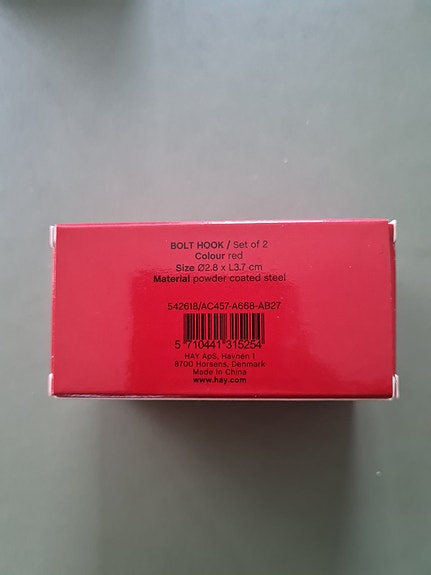 BOLT HOOK / Set of 2
Colour red
Size Ø2.8 x L3.7 cm
Material powder coated steel
542618/AC457-A668-AB27
5 710441 315254
HAY ApS, Havnen 1
8700 Horsens, Denmark
Made in China
www.hay.com